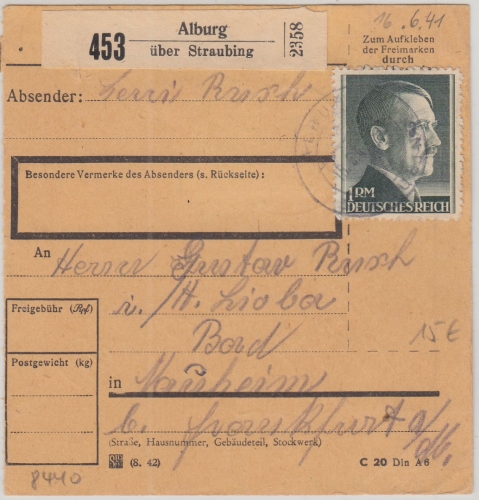 16.6.41
453
Alburg
über Straubing
2358
Zum Aufkleben
der Freimarken
durch
Absender: Herrn Rusch
1 RM
DEUTSCHES REICH
Besondere Vermerke des Absenders (s. Rückseite):
An Herrn Gustav Rusch
i./H. Lioba
Bad
Freigebühr (Rpf)
15 €
Postgewicht (kg)
in Nauheim
b. Frankfurt a/M.
(Straße, Hausnummer, Gebäudeteil, Stockwerk)
(8. 42)
C 20 Din A 6
8440